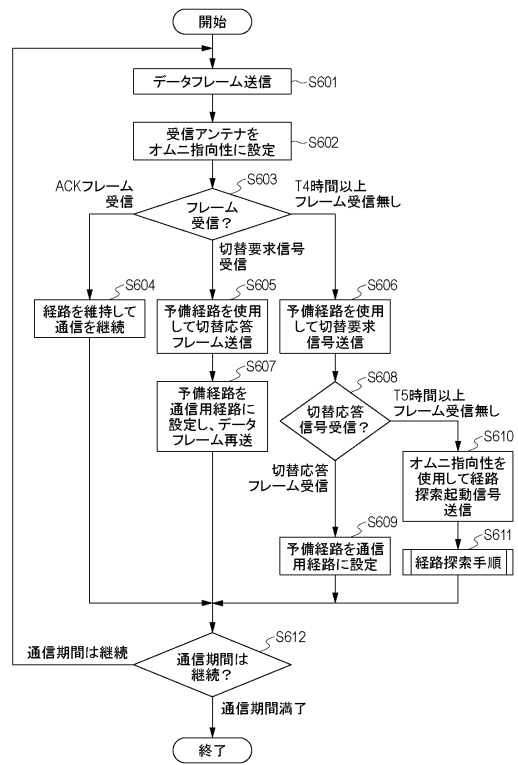 開始
データフレーム送信
S601
受信アンテナを
オムニ指向性に設定
S602
S603
フレーム
受信?
ACKフレーム
受信
T4時間以上
フレーム受信無し
切替要求信号
受信
S604
経路を維持して
通信を継続
S605
予備経路を使用
して切替応答
フレーム送信
S606
予備経路を使用
して切替要求
信号送信
S607
予備経路を
通信用経路に
設定し、データ
フレーム再送
S608
切替応答
信号受信?
T5時間以上
フレーム受信無し
切替応答
フレーム受信
S610
オムニ指向性を
使用して経路
探索起動信号
送信
S609
予備経路を通信
用経路に設定
S611
経路探索手順
S612
通信期間は
継続?
通信期間は継続
通信期間満了
終了